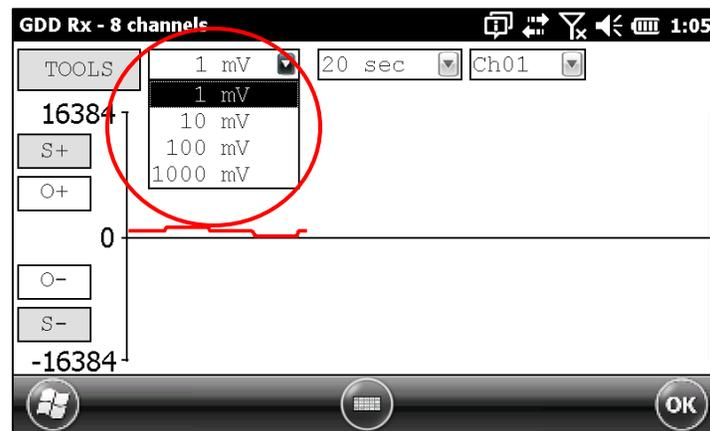 GDD Rx - 8 channels 1:05
TOOLS 1 mV 20 sec Ch01
1 mV
10 mV
100 mV
1000 mV
16384
S+
O+
0
O-
S-
-16384
OK